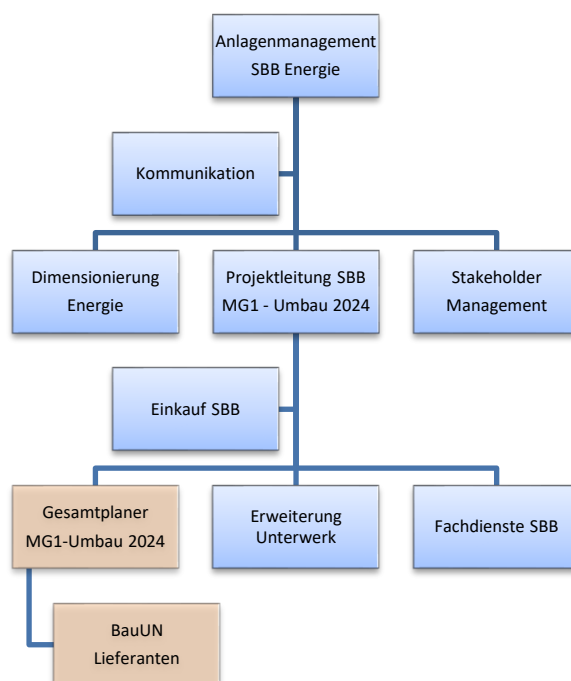 Anlagenmanagement
SBB Energie
Kommunikation
Dimensionierung
Energie
Projektleitung SBB
MG1 - Umbau 2024
Stakeholder
Management
Einkauf SBB
Gesamtplaner
MG1-Umbau 2024
Erweiterung
Unterwerk
Fachdienste SBB
BauUN
Lieferanten